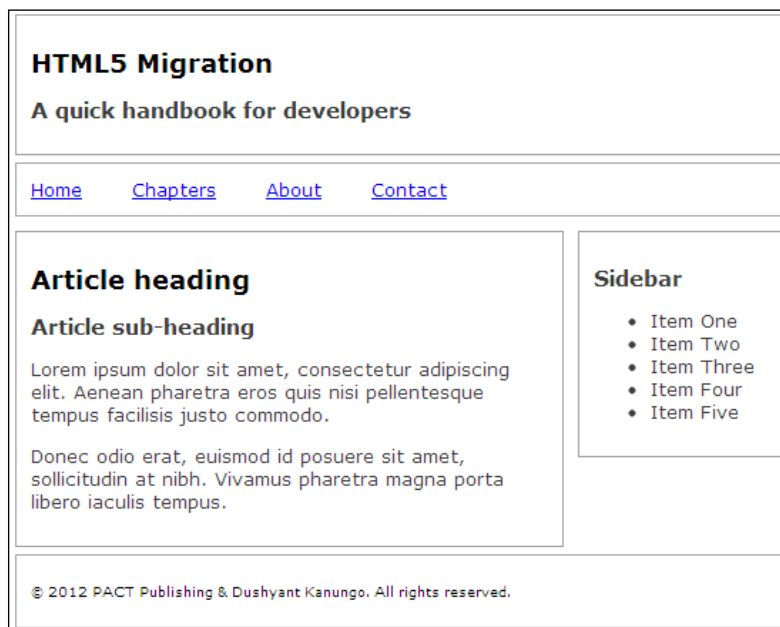 HTML5 Migration
A quick handbook for developers
Home Chapters About Contact
Article heading
Article sub-heading
Lorem ipsum dolor sit amet, consectetur adipiscing
elit. Aenean pharetra eros quis nisi pellentesque
tempus facilisis justo commodo.
Donec odio erat, euismod id posuere sit amet,
sollicitudin at nibh. Vivamus pharetra magna porta
libero iaculis tempus.
Sidebar
• Item One
• Item Two
• Item Three
• Item Four
• Item Five
© 2012 PACT Publishing & Dushyant Kanungo. All rights reserved.